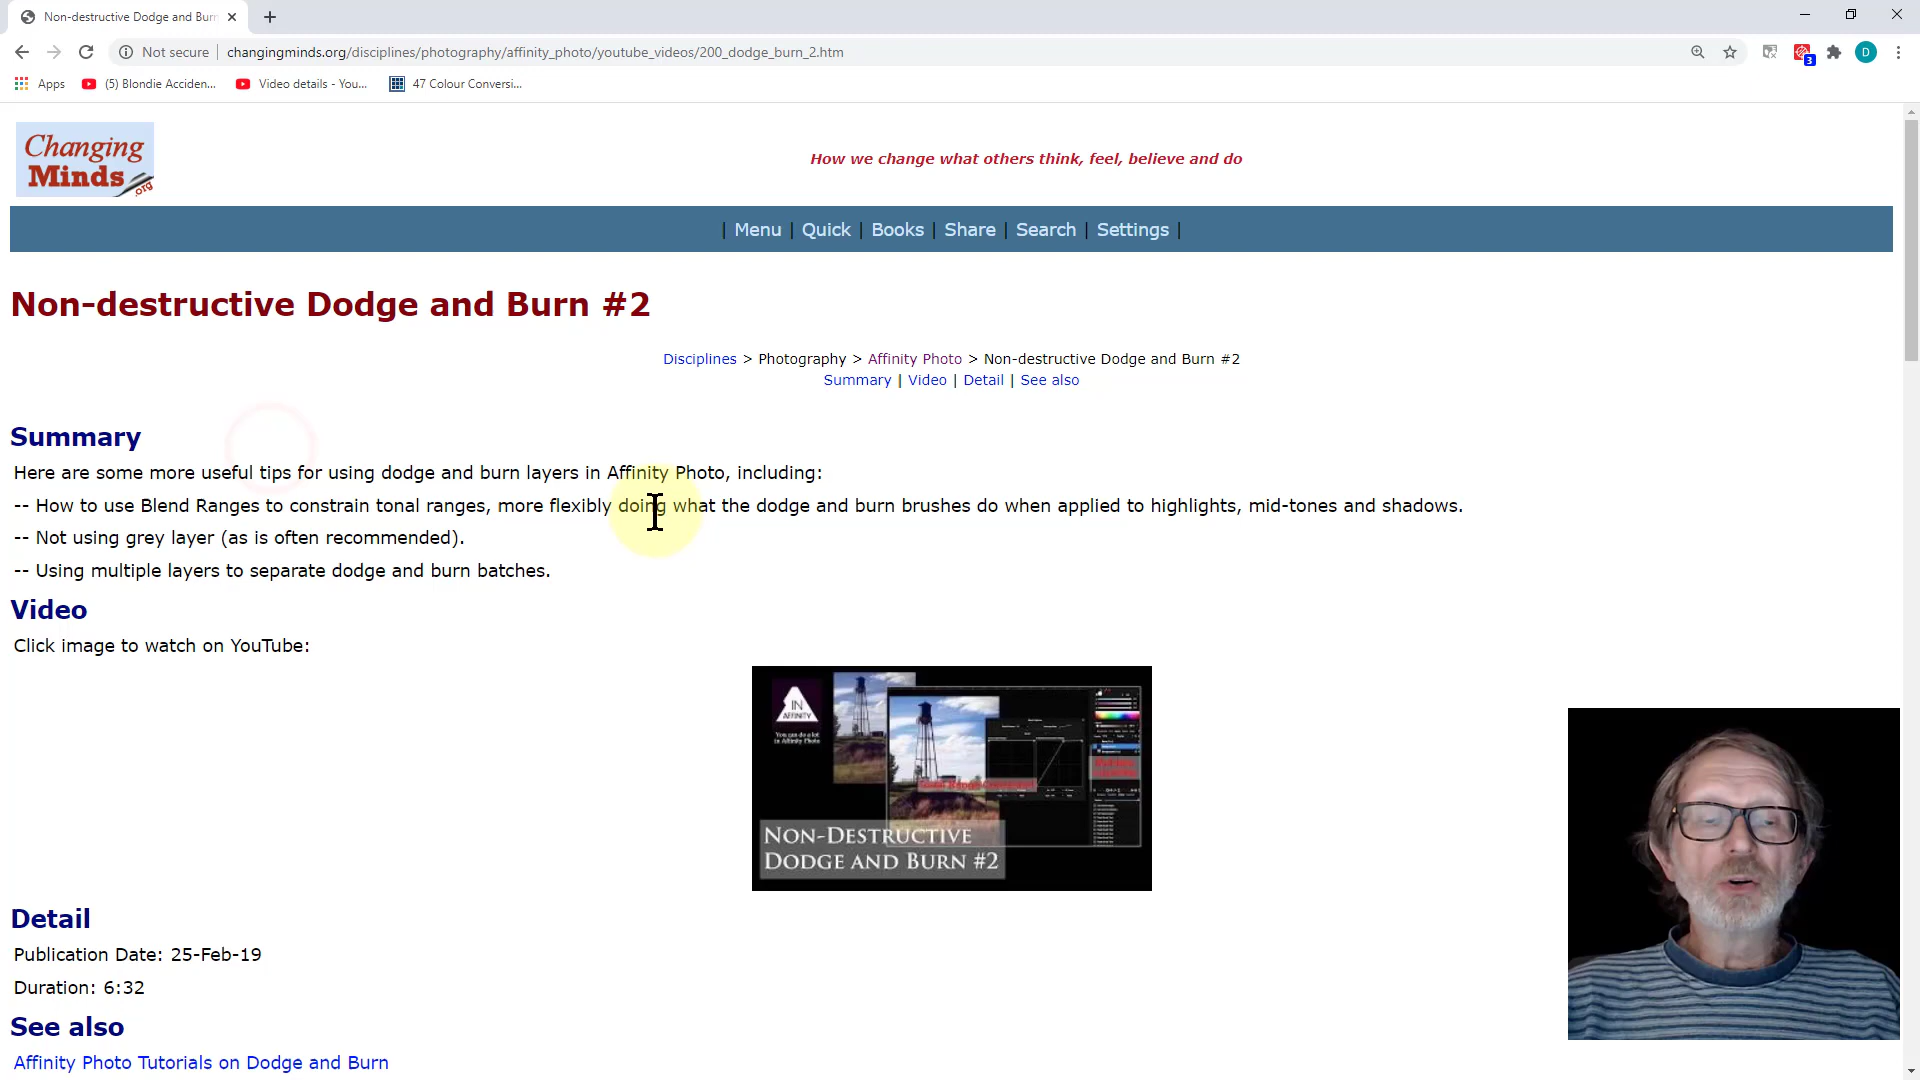 Non-destructive Dodge and Burn
Not secure
changingminds.org/disciplines/photography/affinity_photo/youtube_videos/200_dodge_burn_2.htm
3
D
Apps
(5) Blondie Acciden...
Video details - You...
47 Colour Conversi...
Changing
Minds
.org
How we change what others think, feel, believe and do
| Menu | Quick | Books | Share | Search | Settings |
Non-destructive Dodge and Burn #2
Disciplines > Photography > Affinity Photo > Non-destructive Dodge and Burn #2
Summary | Video | Detail | See also
Summary
Here are some more useful tips for using dodge and burn layers in Affinity Photo, including:
-- How to use Blend Ranges to constrain tonal ranges, more flexibly doing what the dodge and burn brushes do when applied to highlights, mid-tones and shadows.
-- Not using grey layer (as is often recommended).
-- Using multiple layers to separate dodge and burn batches.
Video
Click image to watch on YouTube:
IN
AFFINITY
You can do a lot
in Affinity Photo
NON-DESTRUCTIVE
DODGE AND BURN #2
Detail
Publication Date: 25-Feb-19
Duration: 6:32
See also
Affinity Photo Tutorials on Dodge and Burn